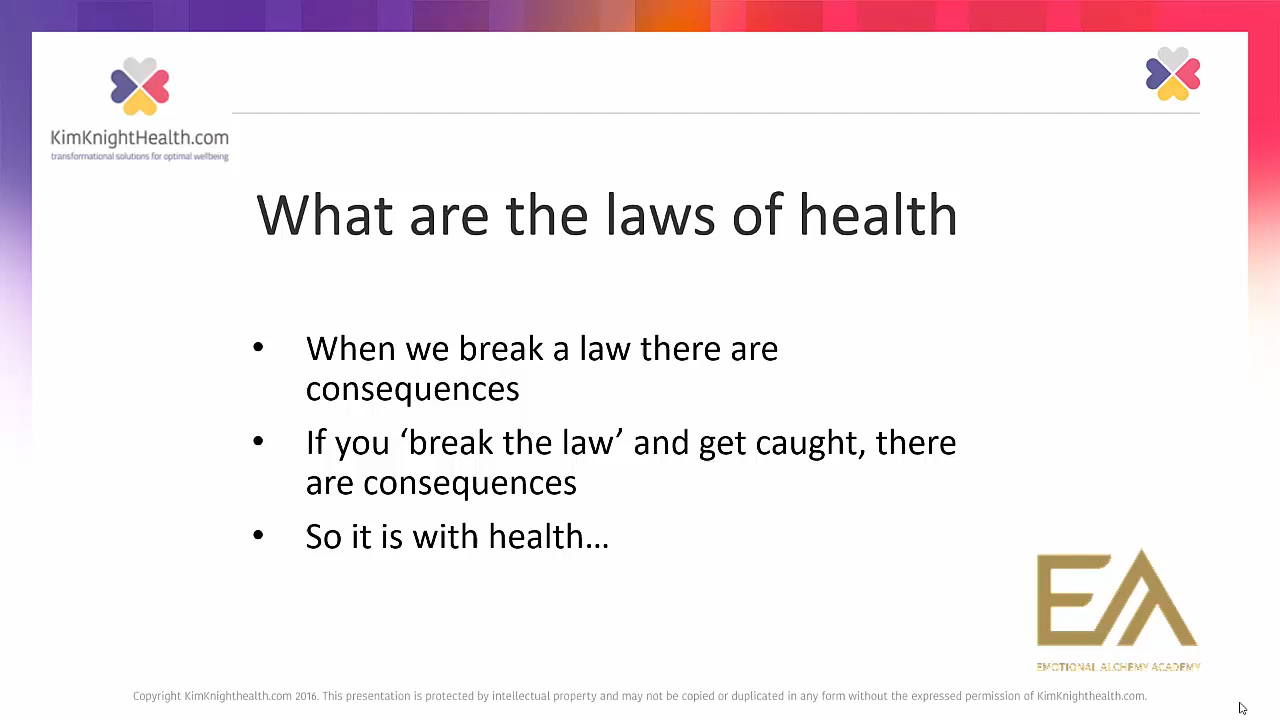 KimKnightHealth.com
transformational solutions for optimal wellbeing
What are the laws of health
• When we break a law there are
consequences
• If you ‘break the law’ and get caught, there
are consequences
• So it is with health…
EA
EMOTIONAL ALCHEMY ACADEMY
Copyright KimKnighthealth.com 2016. This presentation is protected by intellectual property and may not be copied or duplicated in any form without the expressed permission of KimKnighthealth.com.